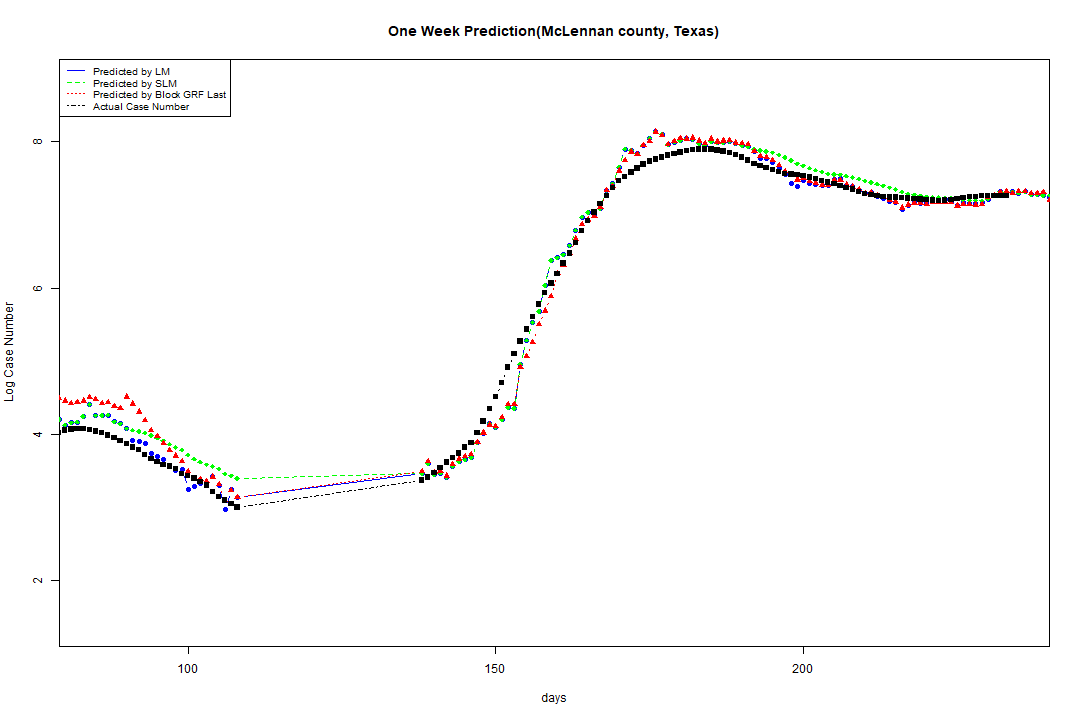 One Week Prediction(McLennan county, Texas)
Predicted by LM
Predicted by SLM
Predicted by Block GRF Last
Actual Case Number
8
6
4
2
Log Case Number
100 150 200
days